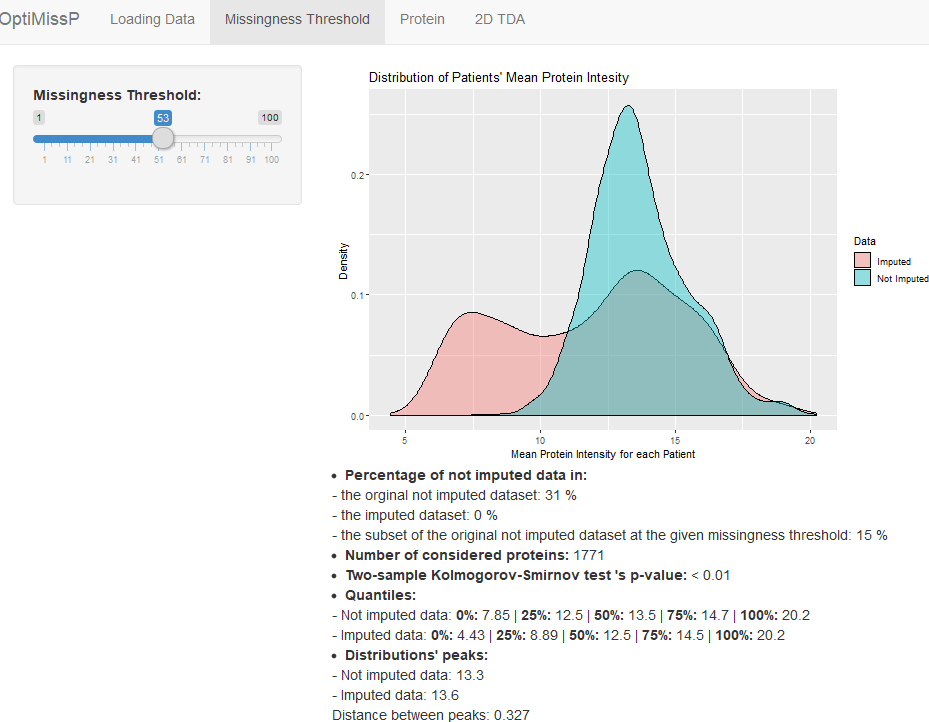 OptiMissP Loading Data Missingness Threshold Protein 2D TDA
Missingness Threshold:
1 53 100
1 11 21 31 41 51 61 71 81 91 100
Distribution of Patients' Mean Protein Intesity
Density
0.2
0.1
0.0
5 10 15 20
Mean Protein Intensity for each Patient
Data
Imputed
Not Imputed
• Percentage of not imputed data in:
- the orginal not imputed dataset: 31 %
- the imputed dataset: 0 %
- the subset of the original not imputed dataset at the given missingness threshold: 15 %
• Number of considered proteins: 1771
• Two-sample Kolmogorov-Smirnov test 's p-value: < 0.01
• Quantiles:
- Not imputed data: 0%: 7.85 | 25%: 12.5 | 50%: 13.5 | 75%: 14.7 | 100%: 20.2
- Imputed data: 0%: 4.43 | 25%: 8.89 | 50%: 12.5 | 75%: 14.5 | 100%: 20.2
• Distributions' peaks:
- Not imputed data: 13.3
- Imputed data: 13.6
Distance between peaks: 0.327